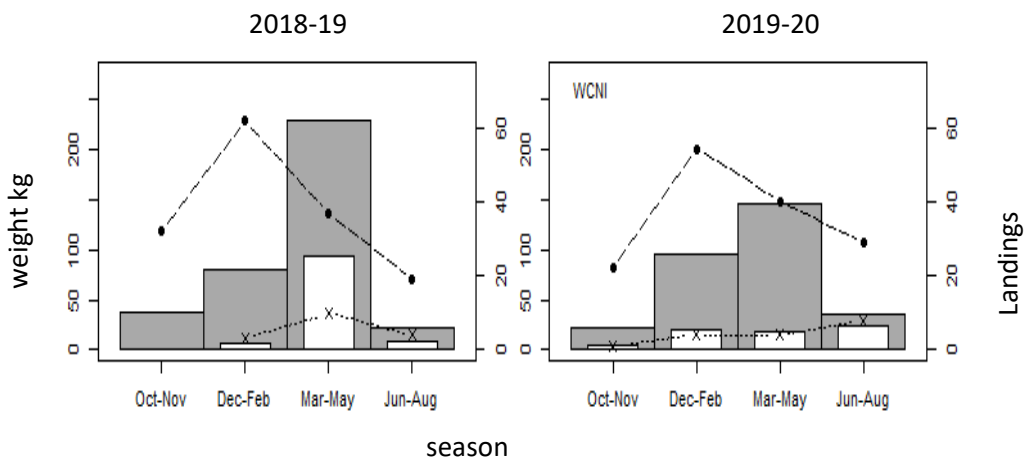 2018-19
2019-20
WCNI
weight kg
0 50 100 200
0 20 40 60
0 50 100 200
0 20 40 60
Landings
Oct-Nov Dec-Feb Mar-May Jun-Aug
Oct-Nov Dec-Feb Mar-May Jun-Aug
season